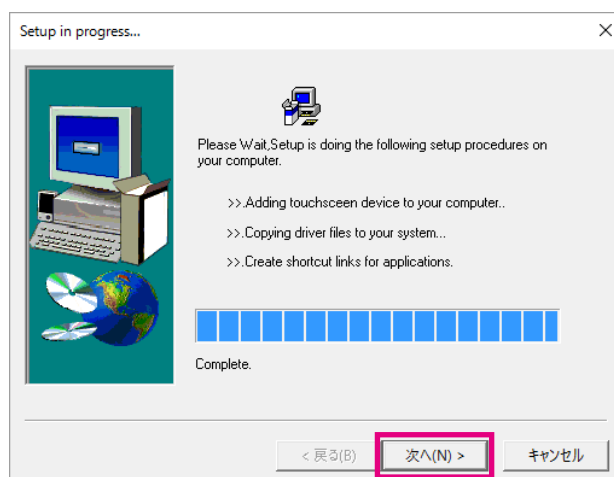 Setup in progress...
Please Wait,Setup is doing the following setup procedures on
your computer.
>>.Adding touchsceen device to your computer..
>>.Copying driver files to your system...
>>.Create shortcut links for applications.
Complete.
< 戻る(B) 次へ(N) > キャンセル